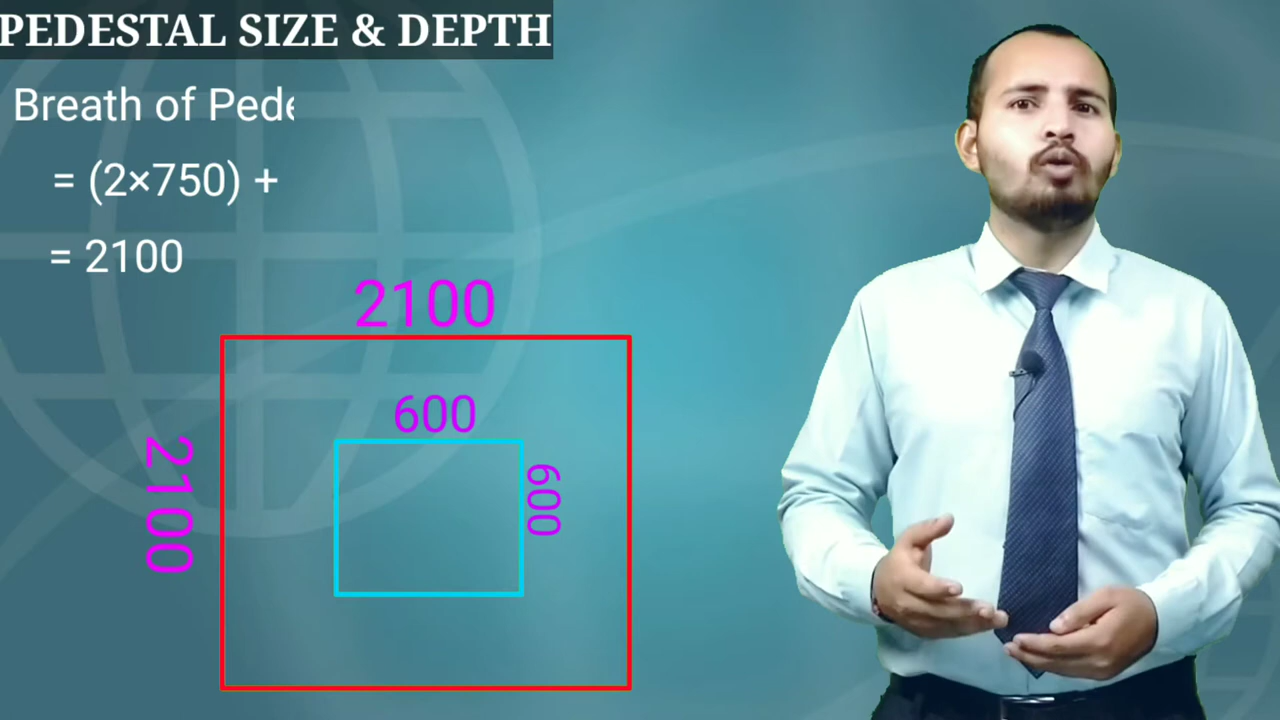 PEDESTAL SIZE & DEPTH
Breath of Pede
= (2×750) +
= 2100
2100
600
600
2100